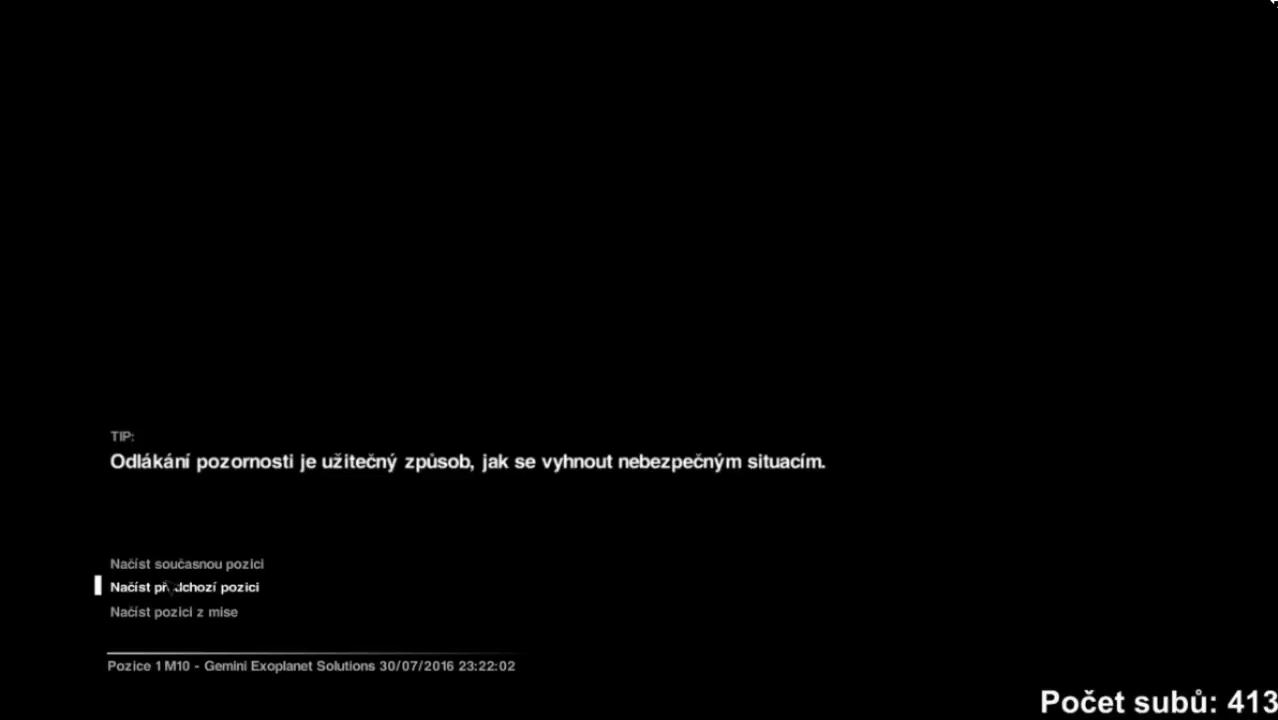 TIP:
Odlákání pozornosti je užitečný způsob, jak se vyhnout nebezpečným situacím.
Načíst současnou pozici
Načíst předchozí pozici
Načíst pozici z mise
Pozice 1 M10 - Gemini Exoplanet Solutions 30/07/2016 23:22:02
Počet subů: 413